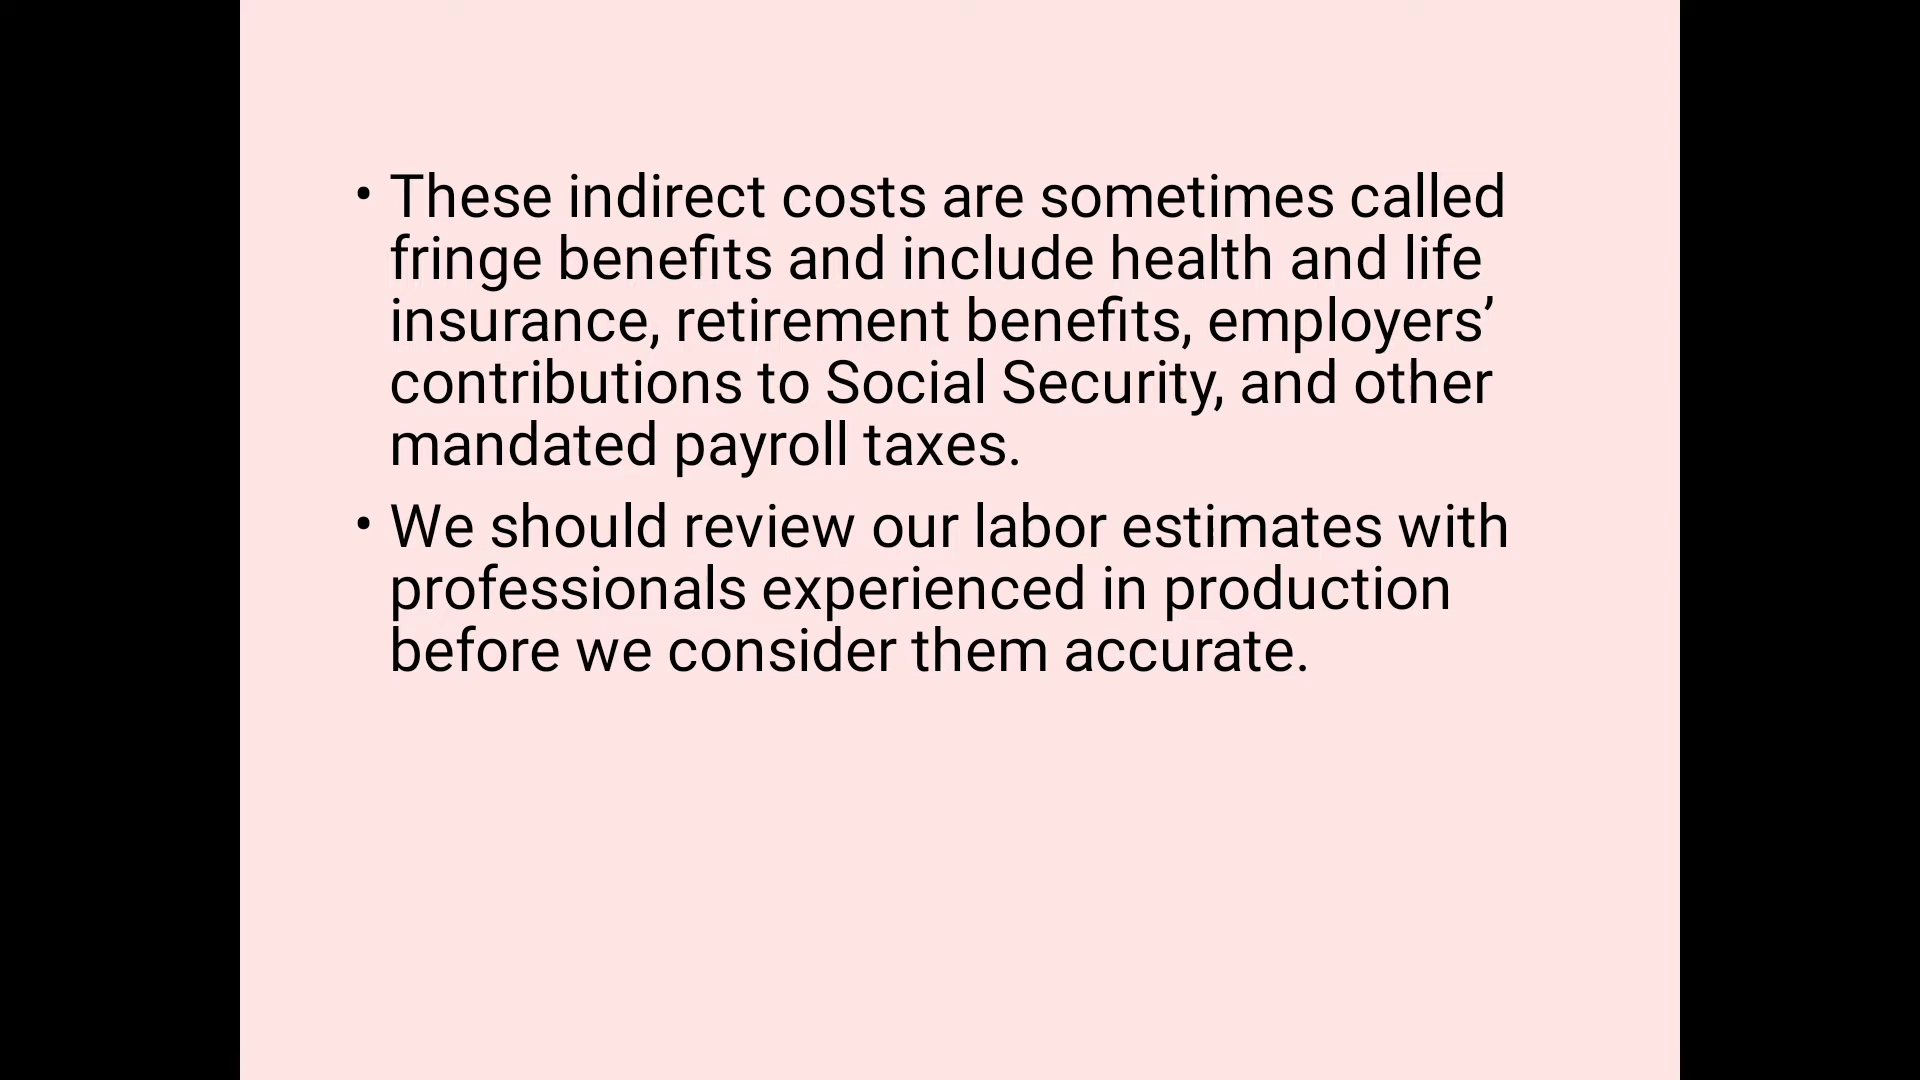 • These indirect costs are sometimes called
fringe benefits and include health and life
insurance, retirement benefits, employers’
contributions to Social Security, and other
mandated payroll taxes.
• We should review our labor estimates with
professionals experienced in production
before we consider them accurate.